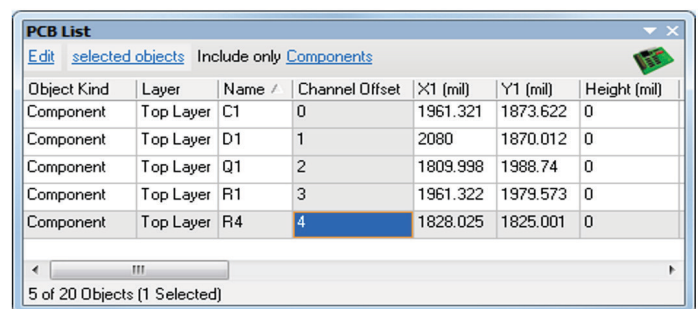 PCB List
Edit selected objects Include only Components
Object Kind Layer Name Channel Offset X1 (mil) Y1 (mil) Height (mil)
Component Top Layer C1 0 1961.321 1873.622 0
Component Top Layer D1 1 2080 1870.012 0
Component Top Layer Q1 2 1809.998 1988.74 0
Component Top Layer R1 3 1961.322 1979.573 0
Component Top Layer R4 4 1828.025 1825.001 0
5 of 20 Objects (1 Selected)